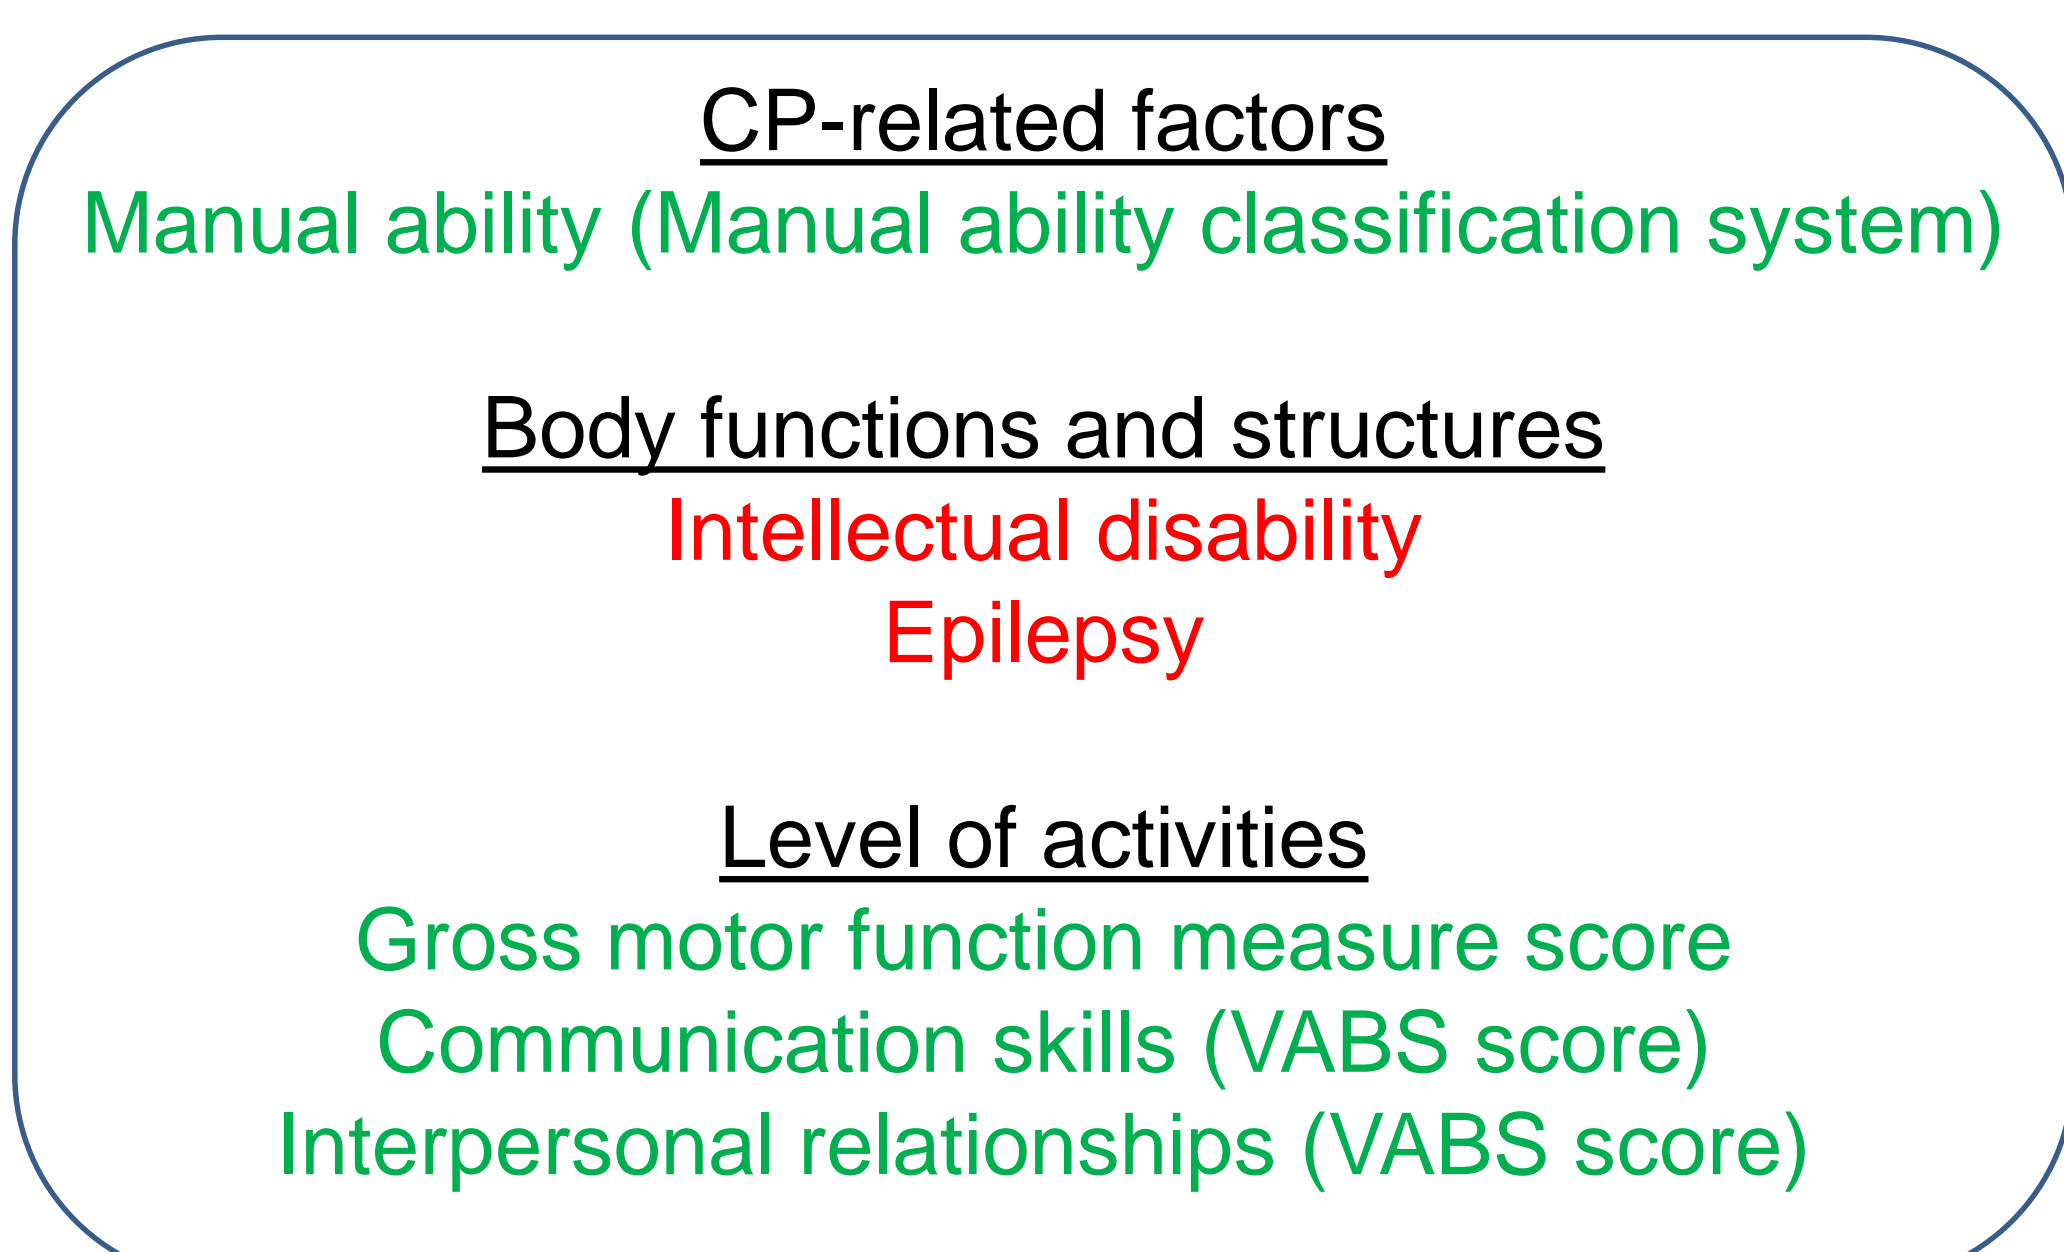 CP-related factors
Manual ability (Manual ability classification system)
Body functions and structures
Intellectual disability
Epilepsy
Level of activities
Gross motor function measure score
Communication skills (VABS score)
Interpersonal relationships (VABS score)